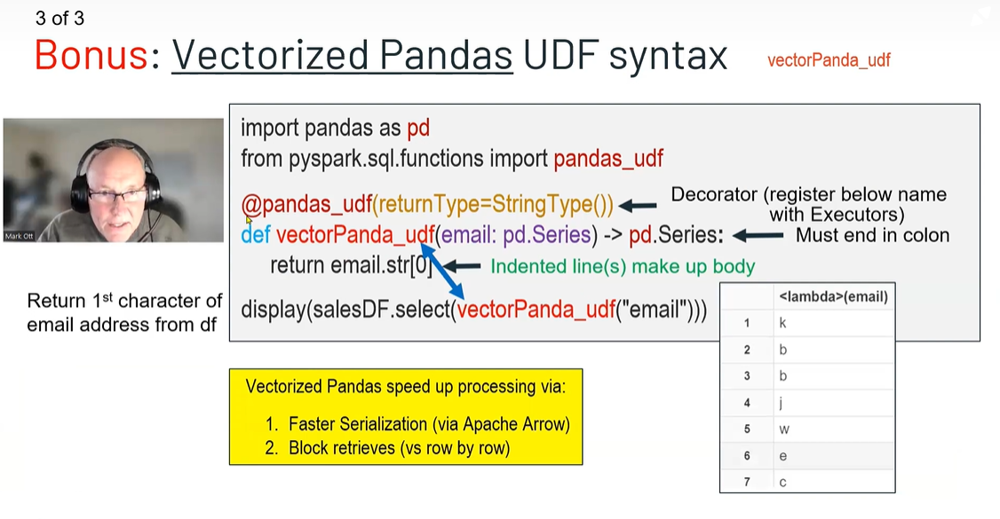 3 of 3
Bonus: Vectorized Pandas UDF syntax
vectorPanda_udf
import pandas as pd
from pyspark.sql.functions import pandas_udf
@pandas_udf(returnType=StringType())
Decorator (register below name
with Executors)
def vectorPanda_udf(email: pd.Series) -> pd.Series:
Must end in colon
return email.str[0]
Indented line(s) make up body
display(salesDF.select(vectorPanda_udf("email")))
Mark Ott
Return 1st character of
email address from df
Vectorized Pandas speed up processing via:
1. Faster Serialization (via Apache Arrow)
2. Block retrieves (vs row by row)
<lambda>(email)
1 k
2 b
3 b
4 j
5 w
6 e
7 c